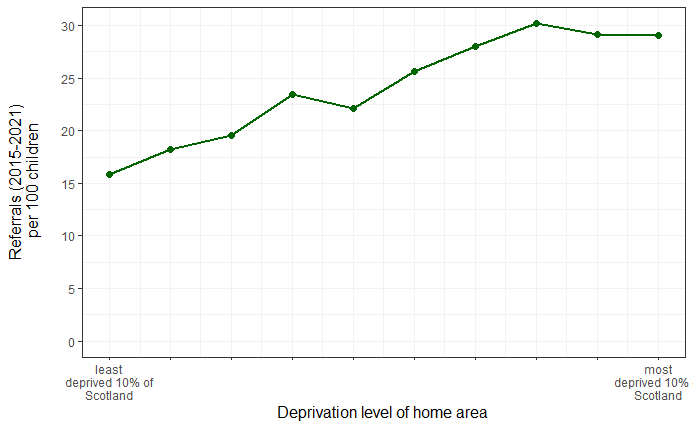 Referrals (2015-2021)
per 100 children
30
25
20
15
10
5
0
least
deprived 10% of
Scotland
most
deprived 10%
Scotland
Deprivation level of home area